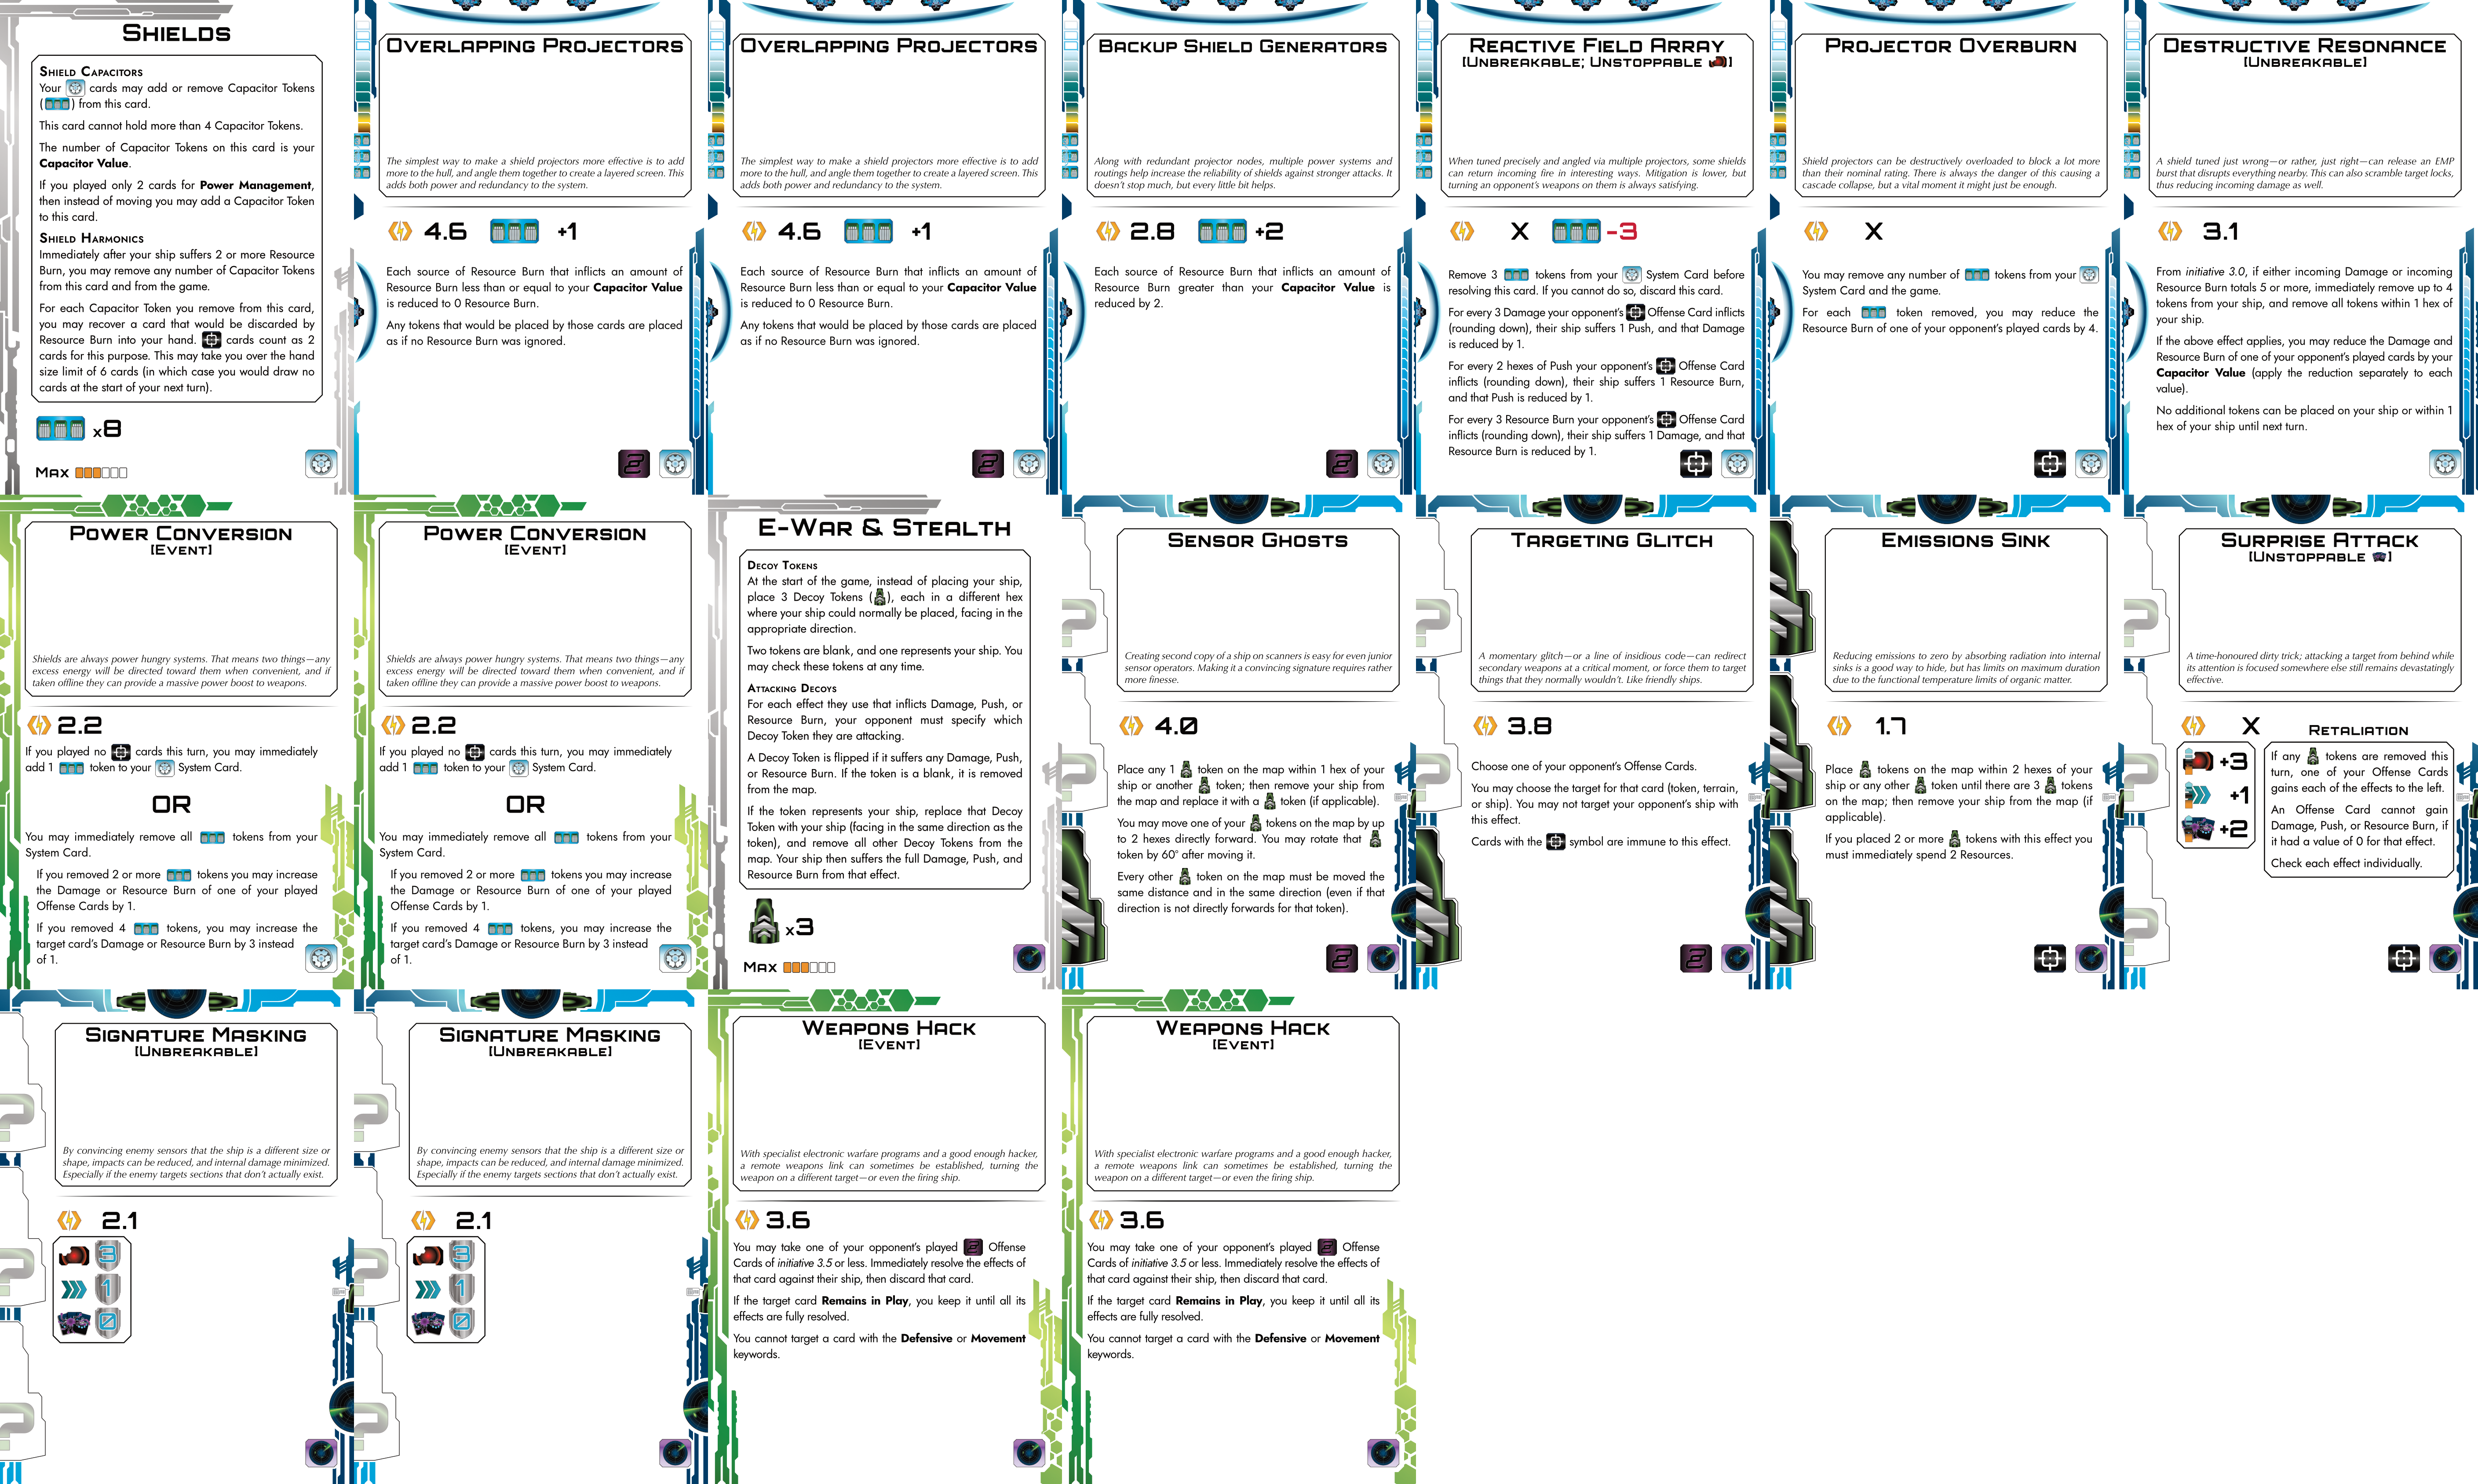 SHIELDS
SHIELD CAPACITORS
Your cards may add or remove Capacitor Tokens
( ) from this card.
This card cannot hold more than 4 Capacitor Tokens.
The number of Capacitor Tokens on this card is your
Capacitor Value.
If you played only 2 cards for Power Management,
then instead of moving you may add a Capacitor Token
to this card.
SHIELD HARMONICS
Immediately after your ship suffers 2 or more Resource
Burn, you may remove any number of Capacitor Tokens
from this card and from the game.
For each Capacitor Token you remove from this card,
you may recover a card that would be discarded by
Resource Burn into your hand. cards count as 2
cards for this purpose. This may take you over the hand
size limit of 6 cards (in which case you would draw no
cards at the start of your next turn).
x8
MAX
OVERLAPPING PROJECTORS
The simplest way to make a shield projectors more effective is to add
more to the hull, and angle them together to create a layered screen. This
adds both power and redundancy to the system.
4.6 +1
Each source of Resource Burn that inflicts an amount of
Resource Burn less than or equal to your Capacitor Value
is reduced to 0 Resource Burn.
Any tokens that would be placed by those cards are placed
as if no Resource Burn was ignored.
2
OVERLAPPING PROJECTORS
The simplest way to make a shield projectors more effective is to add
more to the hull, and angle them together to create a layered screen. This
adds both power and redundancy to the system.
4.6 +1
Each source of Resource Burn that inflicts an amount of
Resource Burn less than or equal to your Capacitor Value
is reduced to 0 Resource Burn.
Any tokens that would be placed by those cards are placed
as if no Resource Burn was ignored.
2
BACKUP SHIELD GENERATORS
Along with redundant projector nodes, multiple power systems and
routings help increase the reliability of shields against stronger attacks. It
doesn't stop much, but every little bit helps.
2.8 +2
Each source of Resource Burn that inflicts an amount of
Resource Burn greater than your Capacitor Value is
reduced by 2.
2
REACTIVE FIELD ARRAY
[UNBREAKABLE; UNSTOPPABLE ]
When tuned precisely and angled via multiple projectors, some shields
can return incoming fire in interesting ways. Mitigation is lower, but
turning an opponent's weapons on them is always satisfying.
X -3
Remove 3 tokens from your System Card before
resolving this card. If you cannot do so, discard this card.
For every 3 Damage your opponent's Offense Card inflicts
(rounding down), their ship suffers 1 Push, and that Damage
is reduced by 1.
For every 2 hexes of Push your opponent's Offense Card
inflicts (rounding down), their ship suffers 1 Resource Burn,
and that Push is reduced by 1.
For every 3 Resource Burn your opponent's Offense Card
inflicts (rounding down), their ship suffers 1 Damage, and that
Resource Burn is reduced by 1.
PROJECTOR OVERBURN
Shield projectors can be destructively overloaded to block a lot more
than their nominal rating. There is always the danger of this causing a
cascade collapse, but a vital moment it might just be enough.
X
You may remove any number of tokens from your
System Card and the game.
For each token removed, you may reduce the
Resource Burn of one of your opponent's played cards by 4.
DESTRUCTIVE RESONANCE
[UNBREAKABLE]
A shield tuned just wrong—or rather, just right—can release an EMP
burst that disrupts everything nearby. This can also scramble target locks,
thus reducing incoming damage as well.
3.1
From initiative 3.0, if either incoming Damage or incoming
Resource Burn totals 5 or more, immediately remove up to 4
tokens from your ship, and remove all tokens within 1 hex of
your ship.
If the above effect applies, you may reduce the Damage and
Resource Burn of one of your opponent's played cards by your
Capacitor Value (apply the reduction separately to each
value).
No additional tokens can be placed on your ship or within 1
hex of your ship until next turn.
POWER CONVERSION
[EVENT]
Shields are always power hungry systems. That means two things—any
excess energy will be directed toward them when convenient, and if
taken offline they can provide a massive power boost to weapons.
2.2
If you played no cards this turn, you may immediately
add 1 token to your System Card.
OR
You may immediately remove all tokens from your
System Card.
If you removed 2 or more tokens you may increase
the Damage or Resource Burn of one of your played
Offense Cards by 1.
If you removed 4 tokens, you may increase the
target card's Damage or Resource Burn by 3 instead
of 1.
POWER CONVERSION
[EVENT]
Shields are always power hungry systems. That means two things—any
excess energy will be directed toward them when convenient, and if
taken offline they can provide a massive power boost to weapons.
2.2
If you played no cards this turn, you may immediately
add 1 token to your System Card.
OR
You may immediately remove all tokens from your
System Card.
If you removed 2 or more tokens you may increase
the Damage or Resource Burn of one of your played
Offense Cards by 1.
If you removed 4 tokens, you may increase the
target card's Damage or Resource Burn by 3 instead
of 1.
E-WAR & STEALTH
DECOY TOKENS
At the start of the game, instead of placing your ship,
place 3 Decoy Tokens ( ), each in a different hex
where your ship could normally be placed, facing in the
appropriate direction.
Two tokens are blank, and one represents your ship. You
may check these tokens at any time.
ATTACKING DECOYS
For each effect they use that inflicts Damage, Push, or
Resource Burn, your opponent must specify which
Decoy Token they are attacking.
A Decoy Token is flipped if it suffers any Damage, Push,
or Resource Burn. If the token is a blank, it is removed
from the map.
If the token represents your ship, replace that Decoy
Token with your ship (facing in the same direction as the
token), and remove all other Decoy Tokens from the
map. Your ship then suffers the full Damage, Push, and
Resource Burn from that effect.
x3
MAX
SENSOR GHOSTS
Creating second copy of a ship on scanners is easy for even junior
sensor operators. Making it a convincing signature requires rather
more finesse.
4.0
Place any 1 token on the map within 1 hex of your
ship or another token; then remove your ship from
the map and replace it with a token (if applicable).
You may move one of your tokens on the map by up
to 2 hexes directly forward. You may rotate that
token by 60° after moving it.
Every other token on the map must be moved the
same distance and in the same direction (even if that
direction is not directly forwards for that token).
2
TARGETING GLITCH
A momentary glitch—or a line of insidious code—can redirect
secondary weapons at a critical moment, or force them to target
things that they normally wouldn't. Like friendly ships.
3.8
Choose one of your opponent's Offense Cards.
You may choose the target for that card (token, terrain,
or ship). You may not target your opponent's ship with
this effect.
Cards with the symbol are immune to this effect.
2
EMISSIONS SINK
Reducing emissions to zero by absorbing radiation into internal
sinks is a good way to hide, but has limits on maximum duration
due to the functional temperature limits of organic matter.
1.7
Place tokens on the map within 2 hexes of your
ship or any other token until there are 3 tokens
on the map; then remove your ship from the map (if
applicable).
If you placed 2 or more tokens with this effect you
must immediately spend 2 Resources.
SURPRISE ATTACK
[UNSTOPPABLE ]
A time-honoured dirty trick; attacking a target from behind while
its attention is focused somewhere else still remains devastatingly
effective.
X RETALIATION
+3
+1
+2
If any tokens are removed this
turn, one of your Offense Cards
gains each of the effects to the left.
An Offense Card cannot gain
Damage, Push, or Resource Burn, if
it had a value of 0 for that effect.
Check each effect individually.
SIGNATURE MASKING
[UNBREAKABLE]
By convincing enemy sensors that the ship is a different size or
shape, impacts can be reduced, and internal damage minimized.
Especially if the enemy targets sections that don't actually exist.
2.1
3
1
0
SIGNATURE MASKING
[UNBREAKABLE]
By convincing enemy sensors that the ship is a different size or
shape, impacts can be reduced, and internal damage minimized.
Especially if the enemy targets sections that don't actually exist.
2.1
3
1
0
WEAPONS HACK
[EVENT]
With specialist electronic warfare programs and a good enough hacker,
a remote weapons link can sometimes be established, turning the
weapon on a different target—or even the firing ship.
3.6
You may take one of your opponent's played 2 Offense
Cards of initiative 3.5 or less. Immediately resolve the effects of
that card against their ship, then discard that card.
If the target card Remains in Play, you keep it until all its
effects are fully resolved.
You cannot target a card with the Defensive or Movement
keywords.
WEAPONS HACK
[EVENT]
With specialist electronic warfare programs and a good enough hacker,
a remote weapons link can sometimes be established, turning the
weapon on a different target—or even the firing ship.
3.6
You may take one of your opponent's played 2 Offense
Cards of initiative 3.5 or less. Immediately resolve the effects of
that card against their ship, then discard that card.
If the target card Remains in Play, you keep it until all its
effects are fully resolved.
You cannot target a card with the Defensive or Movement
keywords.